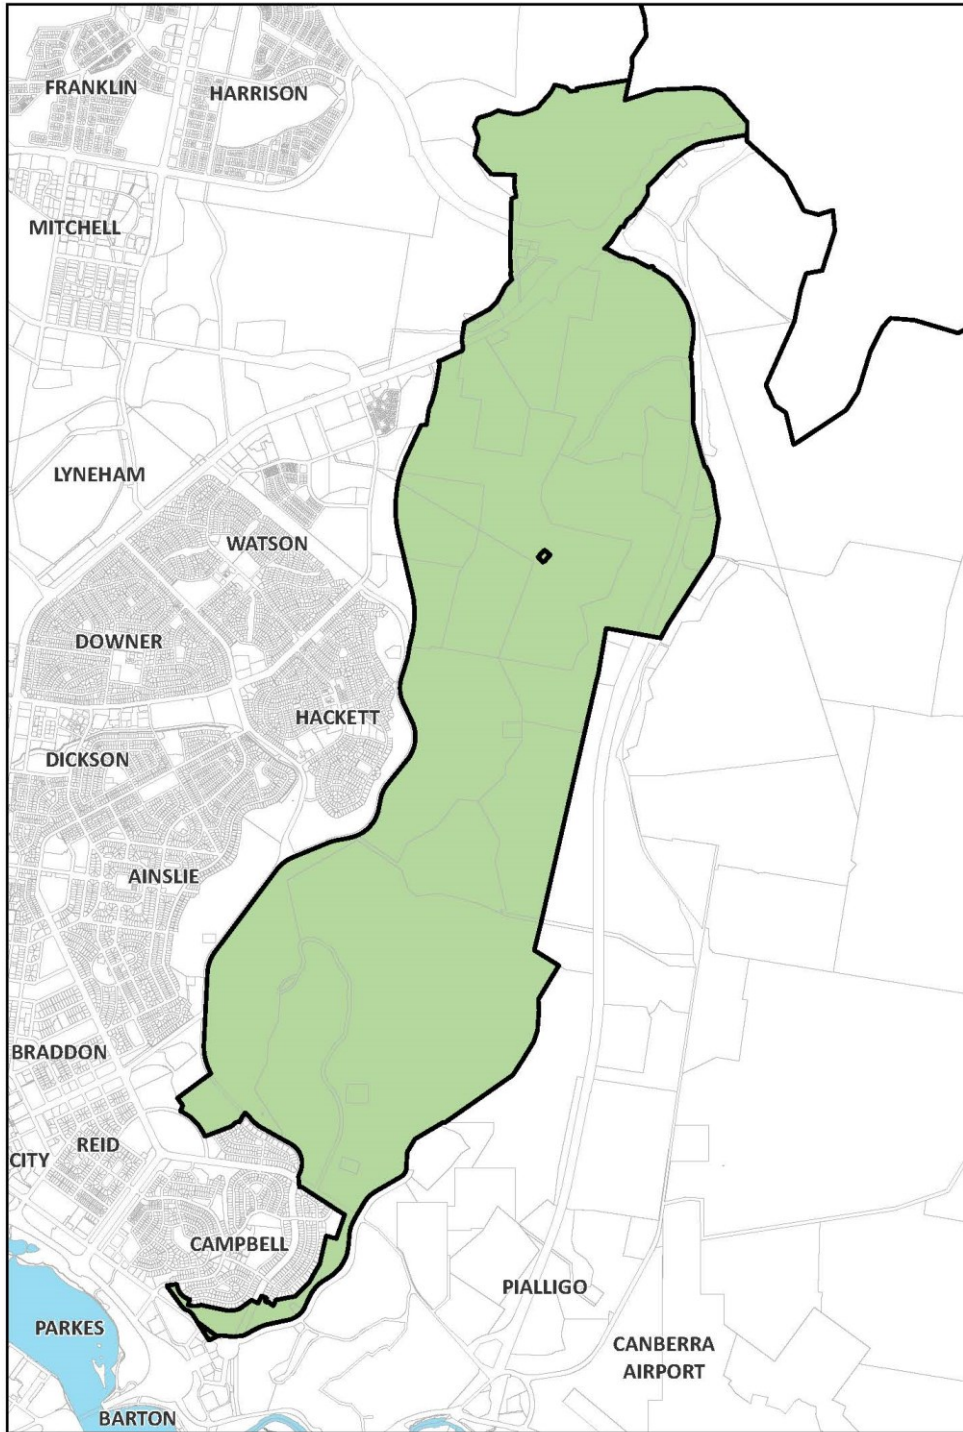 FRANKLIN
HARRISON
MITCHELL
LYNEHAM
WATSON
DOWNER
HACKETT
DICKSON
AINSLIE
BRADDON
REID
CITY
CAMPBELL
PIALLIGO
PARKES
CANBERRA
AIRPORT
BARTON